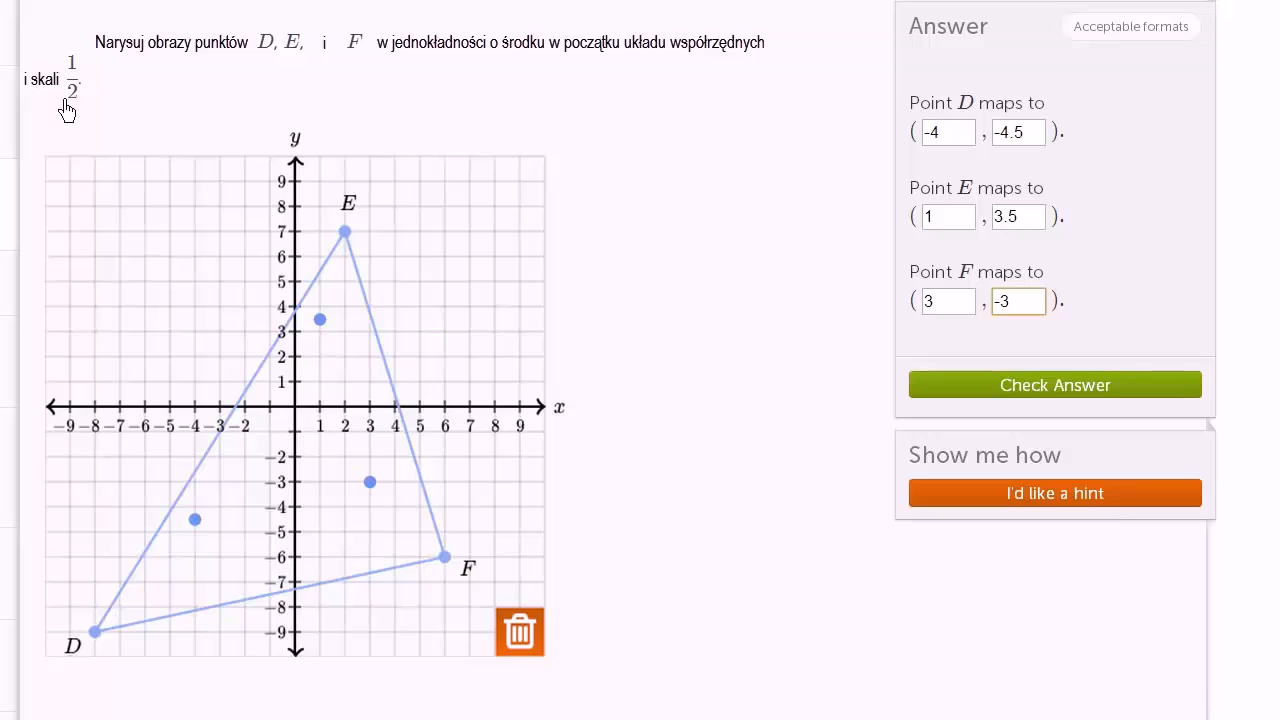 Narysuj obrazy punktów D, E, i F w jednokładności o środku w początku układu współrzędnych
i skali 1/2.
y
9
8
7
6
5
4
3
2
1
E
−9 −8 −7 −6 −5 −4 −3 −2 1 2 3 4 5 6 7 8 9 x
−2
−3
−4
−5
−6
−7
−8
−9
F
D
Answer
Acceptable formats
Point D maps to
( -4 , -4.5 ).
Point E maps to
( 1 , 3.5 ).
Point F maps to
( 3 , -3 ).
Check Answer
Show me how
I'd like a hint